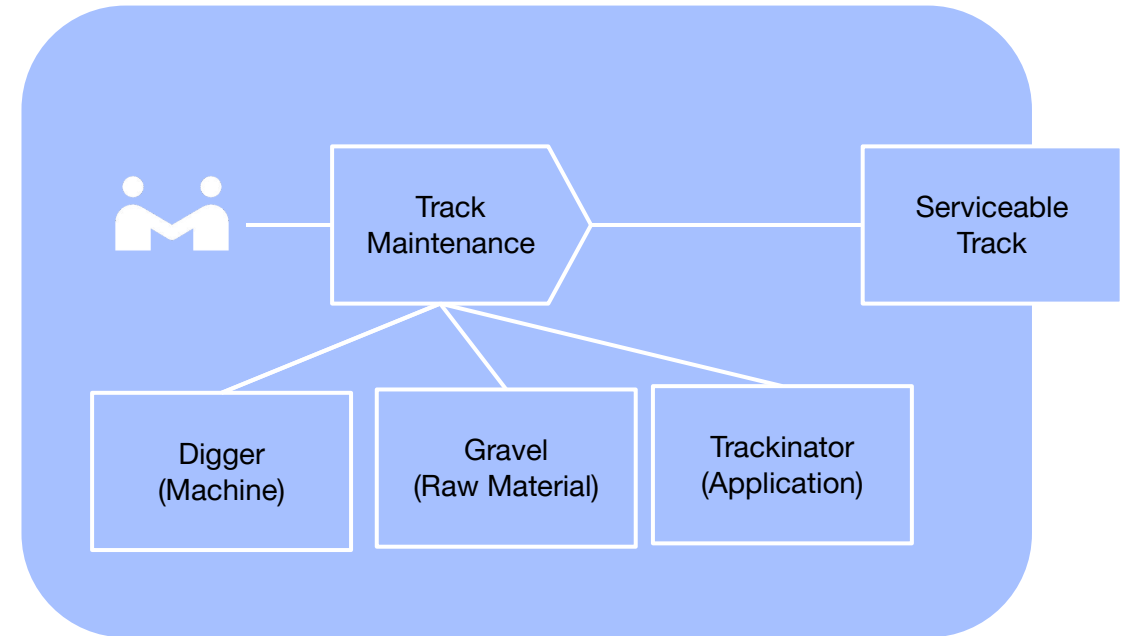 Track
Maintenance
Serviceable
Track
Digger
(Machine)
Gravel
(Raw Material)
Trackinator
(Application)